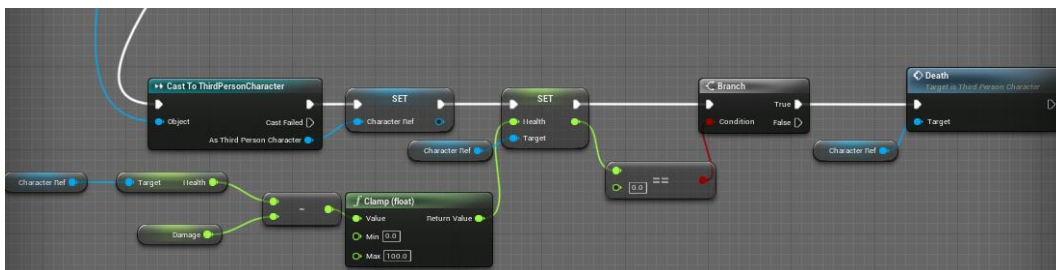 Cast To ThirdPersonCharacter
Object
Cast Failed
As Third Person Character
SET
Character Ref
SET
Health
Target
Character Ref
Branch
Condition
True
False
Death
Target is Third Person Character
Target
Character Ref
Character Ref
Target Health
-
Damage
f Clamp (float)
Value Return Value
Min 0.0
Max 100.0
0.0 ==